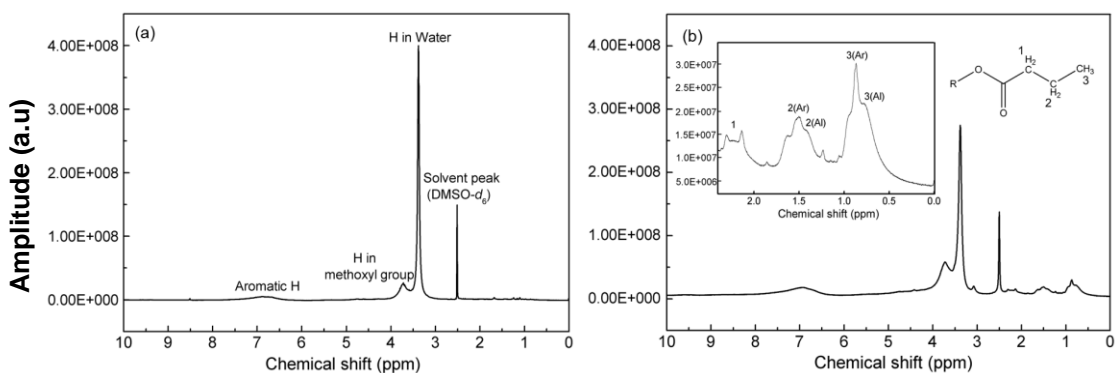 Amplitude (a.u)
(a)
4.00E+008
3.00E+008
2.00E+008
1.00E+008
0.00E+000
H in Water
Solvent peak
(DMSO-d6)
H in
methoxyl group
Aromatic H
10 9 8 7 6 5 4 3 2 1 0
Chemical shift (ppm)
(b)
4.00E+008
3.00E+008
2.00E+008
1.00E+008
0.00E+000
3.0E+007
2.5E+007
2.0E+007
1.5E+007
1.0E+007
5.0E+006
3(Ar)
3(Al)
2(Ar)
2(Al)
1
2.0 1.5 1.0 0.5 0.0
Chemical shift (ppm)
1
H2
R O C C CH3
C 3
H2
O 2
10 9 8 7 6 5 4 3 2 1 0
Chemical shift (ppm)